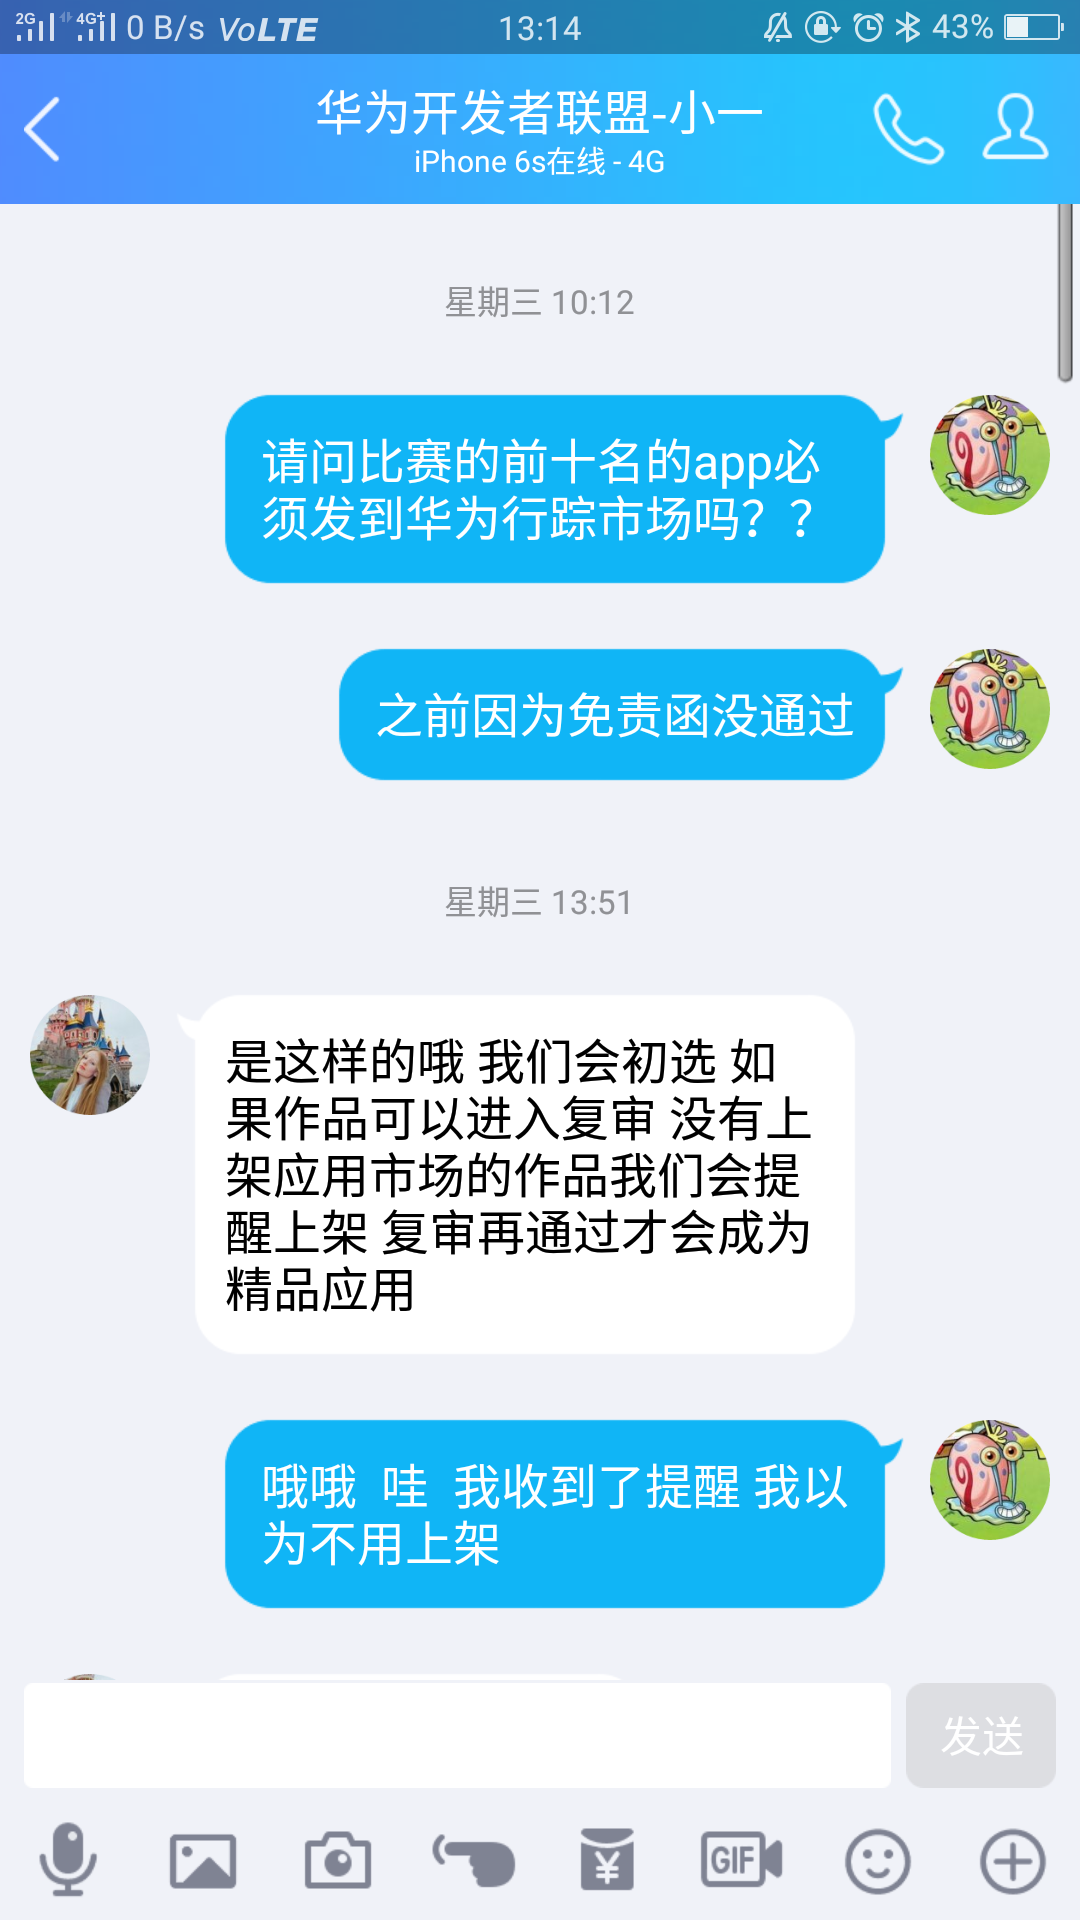 2G 4G+ 0 B/s VoLTE 13:14 43%
华为开发者联盟-小一
iPhone 6s在线 - 4G
星期三 10:12
请问比赛的前十名的app必
须发到华为行踪市场吗？？
之前因为免责函没通过
星期三 13:51
是这样的哦 我们会初选 如
果作品可以进入复审 没有上
架应用市场的作品我们会提
醒上架 复审再通过才会成为
精品应用
哦哦 哇 我收到了提醒 我以
为不用上架
发送
GIF